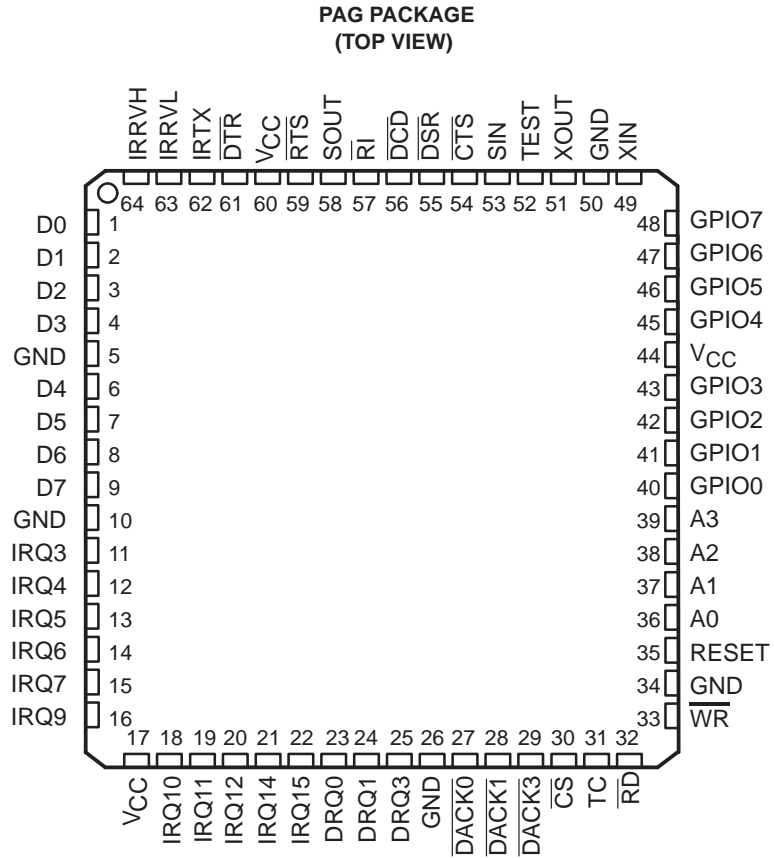 PAG PACKAGE
(TOP VIEW)
IRRVH
IRRVL
IRTX
DTR
VCC
RTS
SOUT
RI
DCD
DSR
CTS
SIN
TEST
XOUT
GND
XIN
64 63 62 61 60 59 58 57 56 55 54 53 52 51 50 49
D0 1
D1 2
D2 3
D3 4
GND 5
D4 6
D5 7
D6 8
D7 9
GND 10
IRQ3 11
IRQ4 12
IRQ5 13
IRQ6 14
IRQ7 15
IRQ9 16
48 GPIO7
47 GPIO6
46 GPIO5
45 GPIO4
44 VCC
43 GPIO3
42 GPIO2
41 GPIO1
40 GPIO0
39 A3
38 A2
37 A1
36 A0
35 RESET
34 GND
33 WR
17 18 19 20 21 22 23 24 25 26 27 28 29 30 31 32
VCC
IRQ10
IRQ11
IRQ12
IRQ14
IRQ15
DRQ0
DRQ1
DRQ3
GND
DACK0
DACK1
DACK3
CS
TC
RD